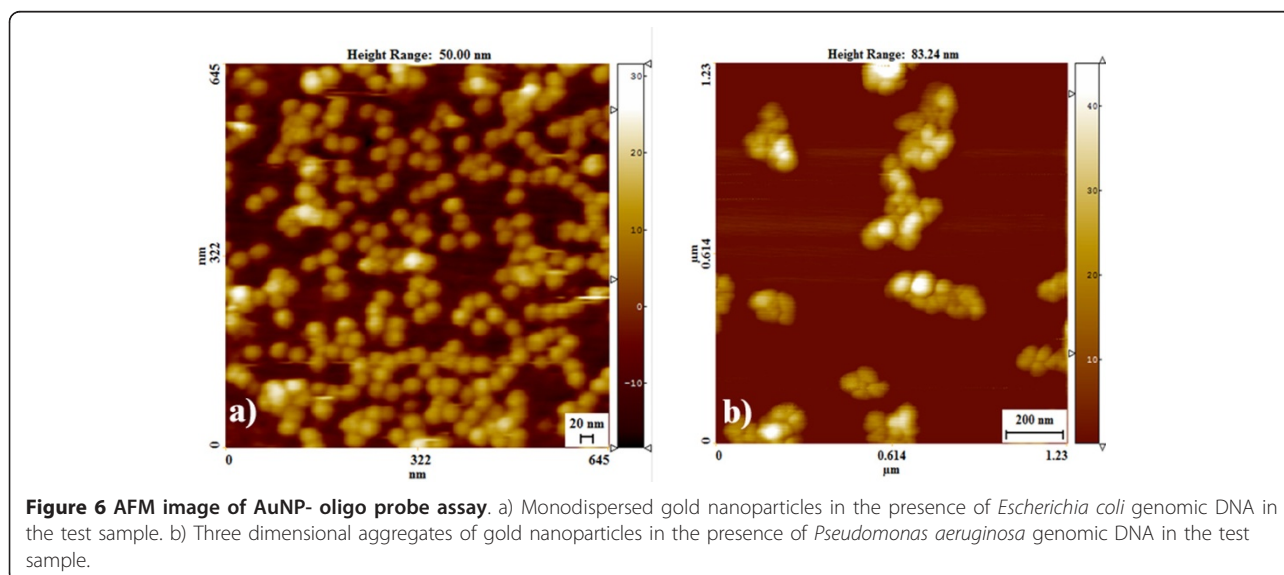 Height Range: 50.00 nm
645
322
nm
0
0
322
645
nm
30
20
10
0
−10
a)
20 nm
Height Range: 83.24 nm
1.23
0.614
µm
0
0
0.614
1.23
µm
40
30
20
10
b)
200 nm
Figure 6 AFM image of AuNP- oligo probe assay. a) Monodispersed gold nanoparticles in the presence of Escherichia coli genomic DNA in
the test sample. b) Three dimensional aggregates of gold nanoparticles in the presence of Pseudomonas aeruginosa genomic DNA in the test
sample.